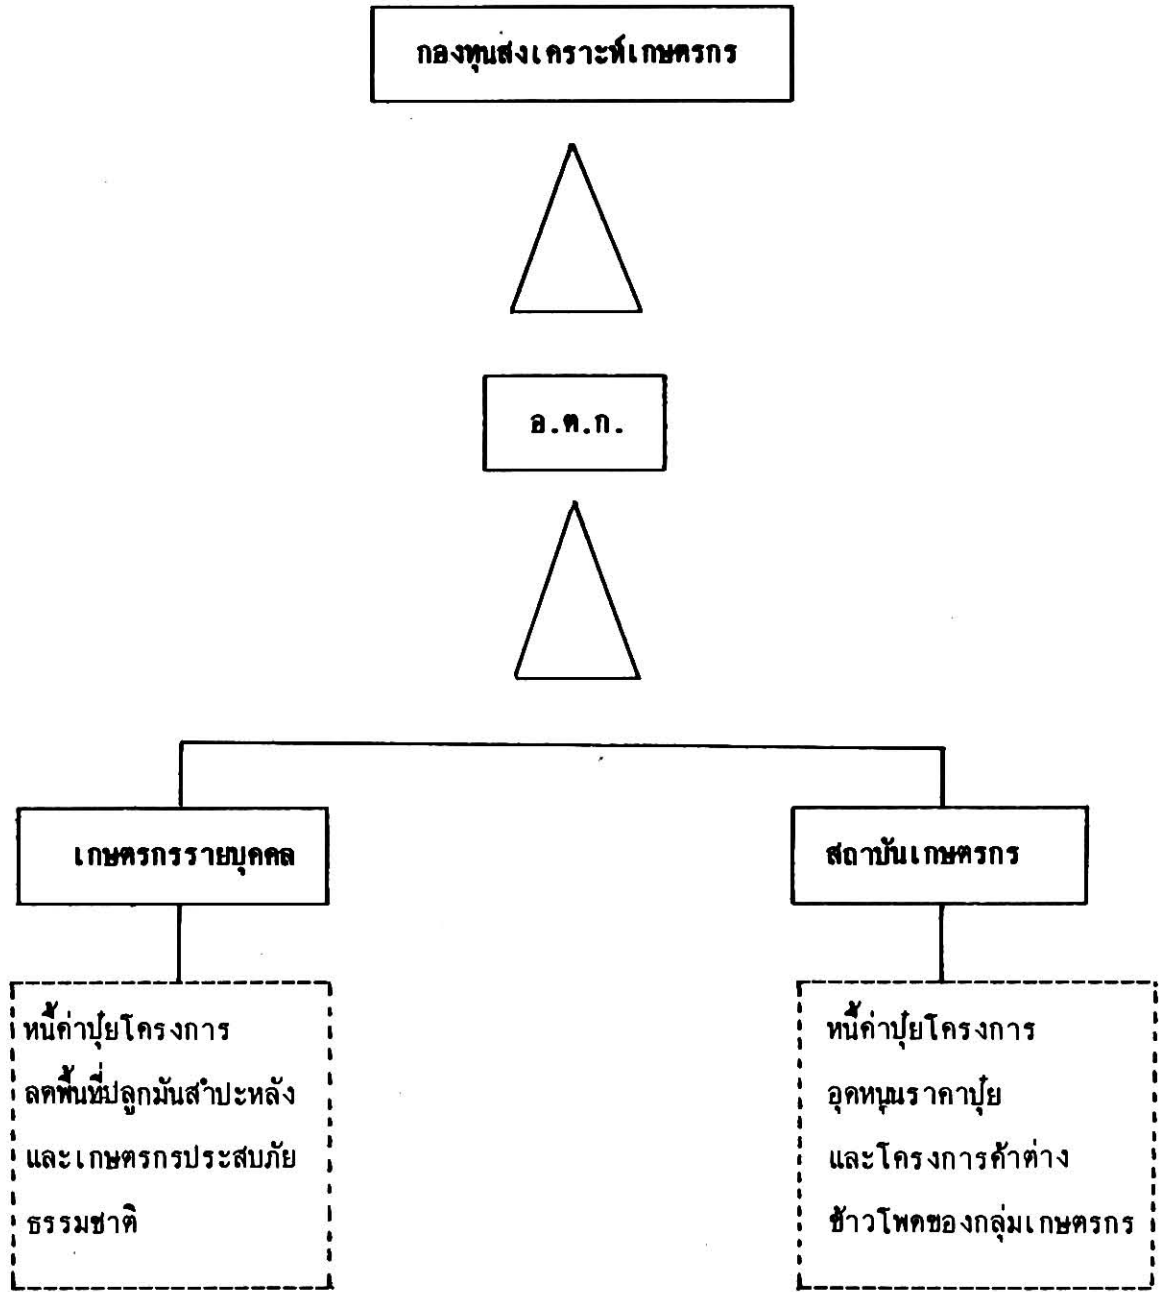 กองทุนสงเคราะห์เกษตรกร
อ.ต.ก.
เกษตรกรรายบุคคล
สถาบันเกษตรกร
หนี้ค่าปุ๋ยโครงการ
ลดพื้นที่ปลูกมันสำปะหลัง
และเกษตรกรประสบภัย
ธรรมชาติ
หนี้ค่าปุ๋ยโครงการ
อุดหนุนราคาปุ๋ย
และโครงการค้าต่าง
ข้าวโพดของกลุ่มเกษตรกร